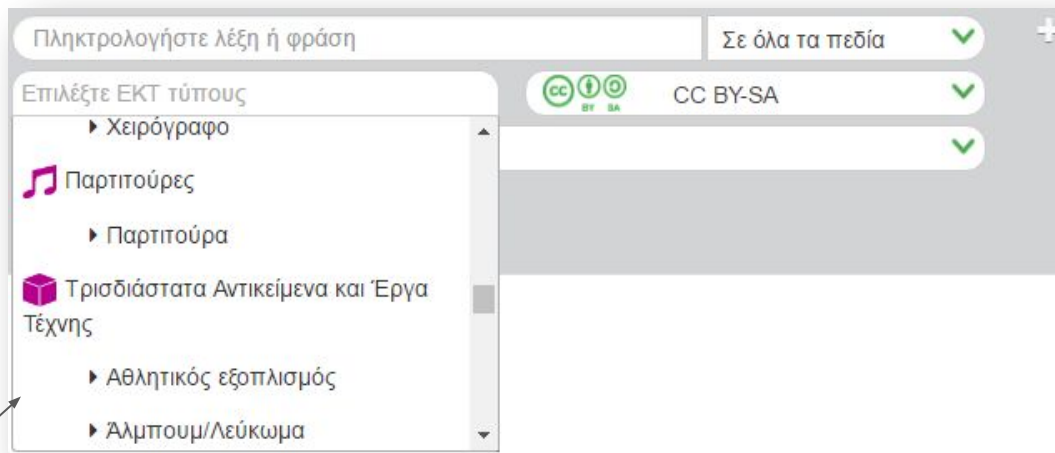 Πληκτρολογήστε λέξη ή φράση
Σε όλα τα πεδία
Επιλέξτε ΕΚΤ τύπους
cc BY SA
CC BY-SA
Χειρόγραφο
Παρτιτούρες
Παρτιτούρα
Τρισδιάστατα Αντικείμενα και Έργα
Τέχνης
Αθλητικός εξοπλισμός
Άλμπουμ/Λεύκωμα